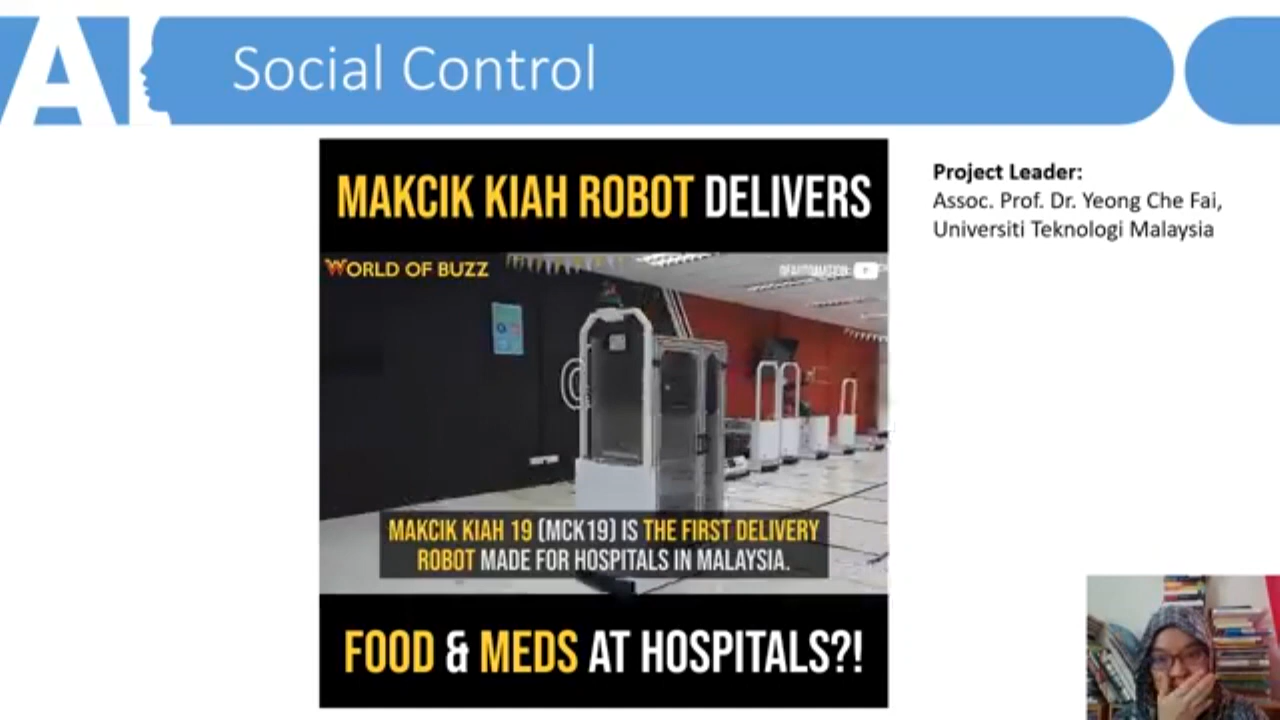 AI
Social Control
MAKCIK KIAH ROBOT DELIVERS
WORLD OF BUZZ
MAKCIK KIAH 19 (MCK19) IS THE FIRST DELIVERY
ROBOT MADE FOR HOSPITALS IN MALAYSIA.
FOOD & MEDS AT HOSPITALS?!
Project Leader:
Assoc. Prof. Dr. Yeong Che Fai,
Universiti Teknologi Malaysia